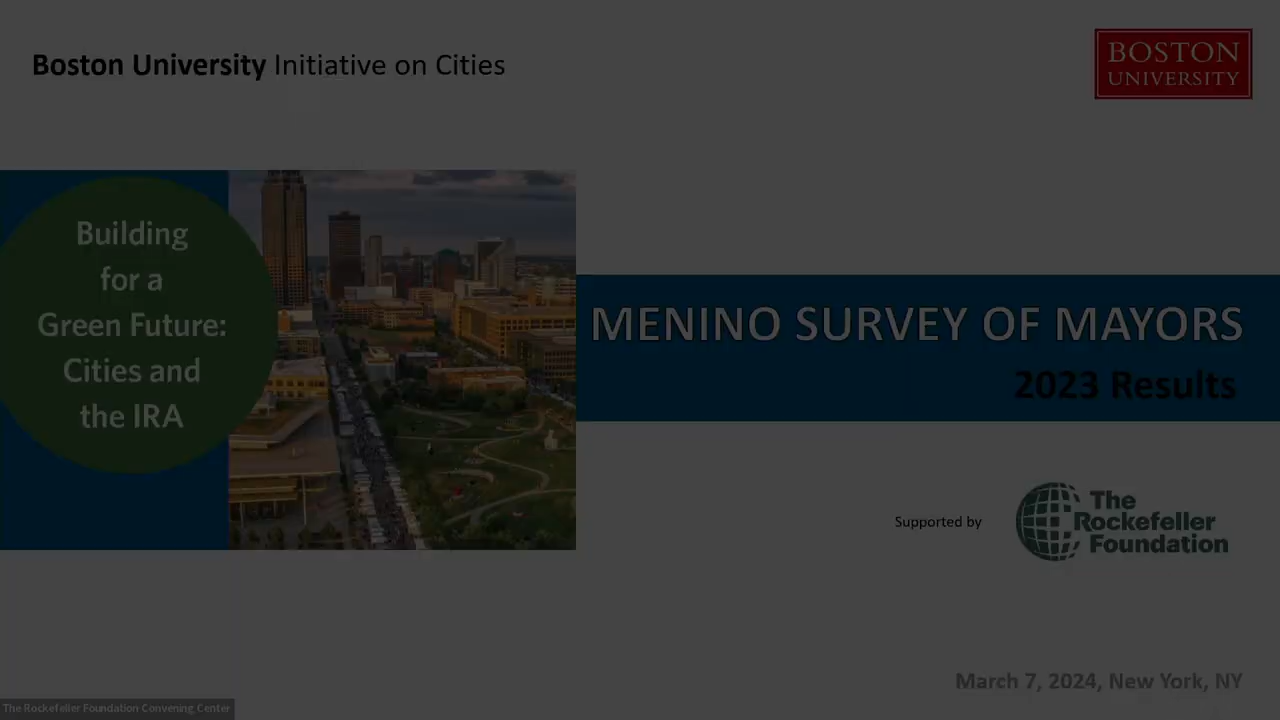 Boston University Initiative on Cities
BOSTON
UNIVERSITY
Building
for a
Green Future:
Cities and
the IRA
MENINO SURVEY OF MAYORS
2023 Results
Supported by
The
Rockefeller
Foundation
March 7, 2024, New York, NY
The Rockefeller Foundation Convening Center